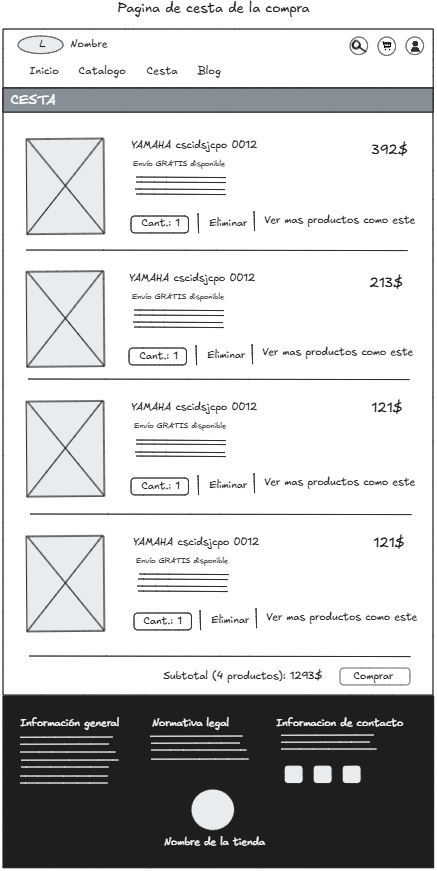 Pagina de cesta de la compra
L Nombre
Inicio Catalogo Cesta Blog
CESTA
YAMAHA cscidsjcpo 0012 392$
Envío GRATIS disponible
Cant.: 1 Eliminar Ver mas productos como este
YAMAHA cscidsjcpo 0012 213$
Envío GRATIS disponible
Cant.: 1 Eliminar Ver mas productos como este
YAMAHA cscidsjcpo 0012 121$
Envío GRATIS disponible
Cant.: 1 Eliminar Ver mas productos como este
YAMAHA cscidsjcpo 0012 121$
Envío GRATIS disponible
Cant.: 1 Eliminar Ver mas productos como este
Subtotal (4 productos): 1293$ Comprar
Información general Normativa legal Informacion de contacto
Nombre de la tienda